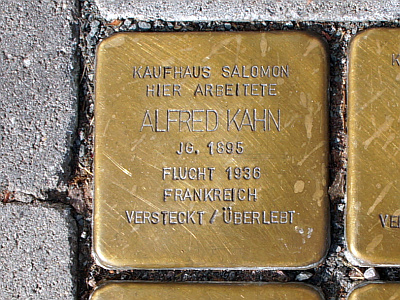 KAUFHAUS SALOMON
HIER ARBEITETE
ALFRED KAHN
JG. 1895
FLUCHT 1936
FRANKREICH
VERSTECKT / ÜBERLEBT